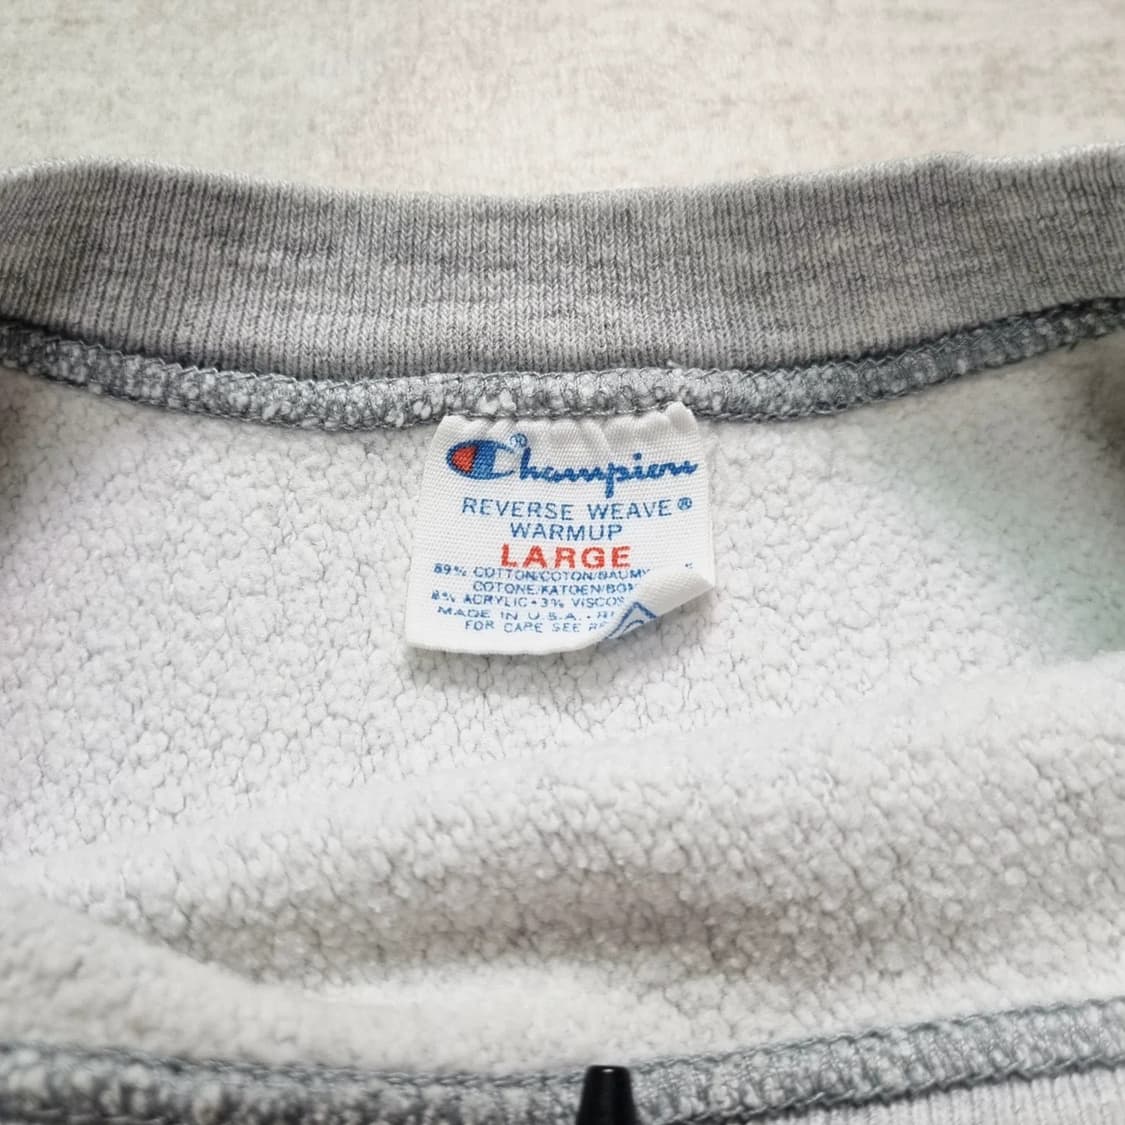 Champion®
REVERSE WEAVE®
WARMUP
LARGE
89% COTTON/COTON/BAUMW
COTONE/KATOEN/BOM
8% ACRYLIC • 3% VISCOS
MADE IN U.S.A. •
FOR CARE SEE